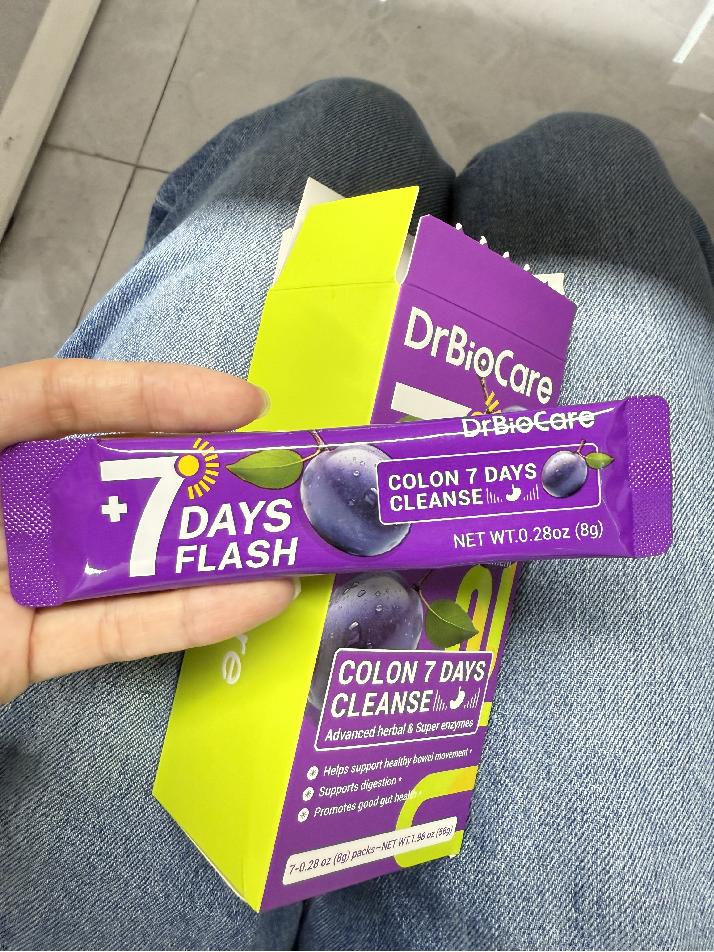 DrBioCare
DrBioCare
+7
DAYS
FLASH
COLON 7 DAYS
CLEANSE
NET WT.0.28oz (8g)
re
COLON 7 DAYS
CLEANSE
Advanced herbal & Super enzymes
Helps support healthy bowel movement*
Supports digestion*
Promotes good gut health*
7-0.28 oz (8g) packs-NET WT.1.96 oz (56g)